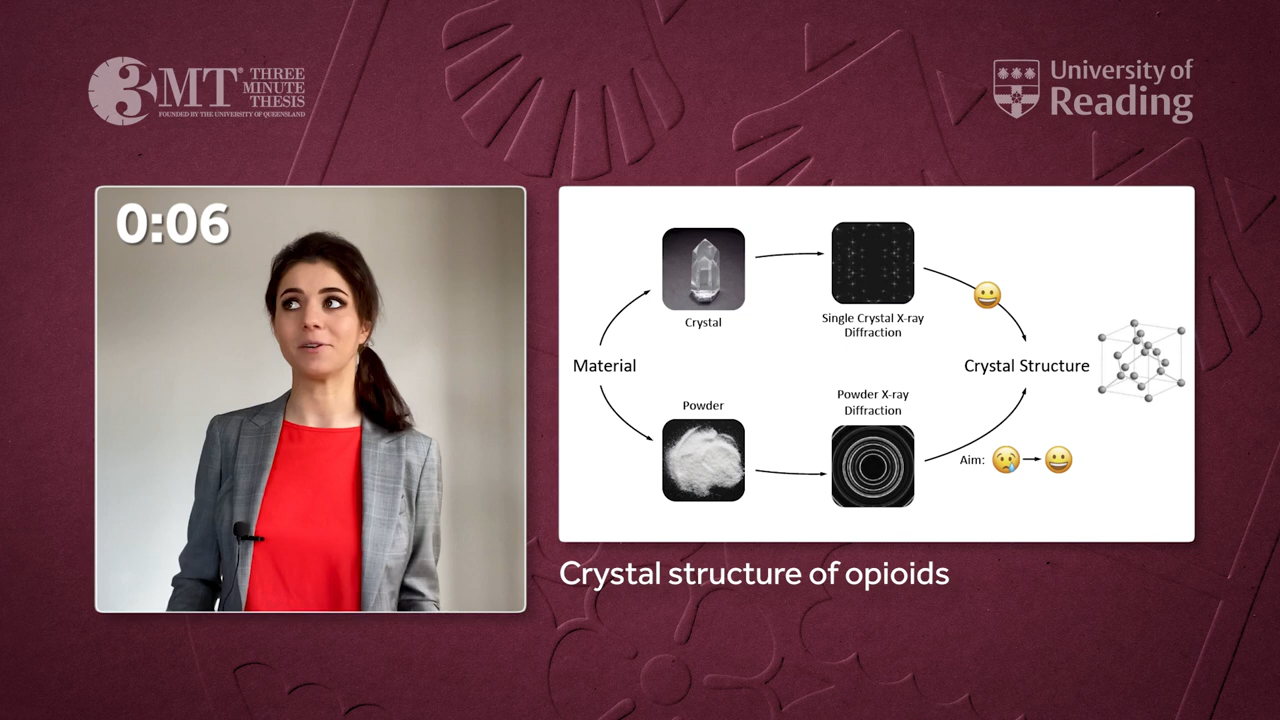 3MT® THREE
MINUTE
THESIS
FOUNDED BY THE UNIVERSITY OF QUEENSLAND
University of
Reading
0:06
Crystal
Single Crystal X-ray
Diffraction
Material
Crystal Structure
Powder
Powder X-ray
Diffraction
Aim:
Crystal structure of opioids